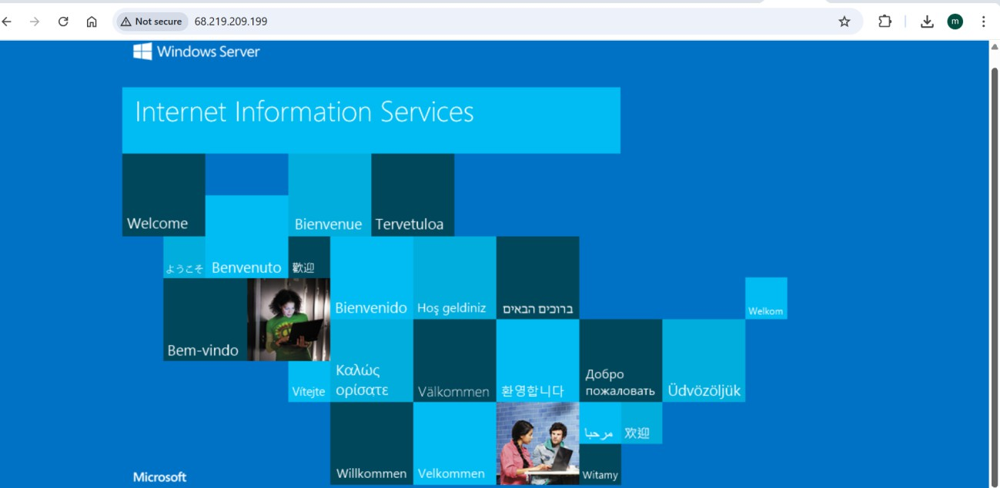 Not secure
68.219.209.199
m
Windows Server
Internet Information Services
Welcome
Bienvenue
Tervetuloa
ようこそ
Benvenuto
歡迎
Bienvenido
Hoş geldiniz
ברוכים הבאים
Welkom
Bem-vindo
Vítejte
Καλώς
ορίσατε
Välkommen
환영합니다
Добро
пожаловать
Üdvözöljük
مرحبا
欢迎
Microsoft
Willkommen
Velkommen
Witamy